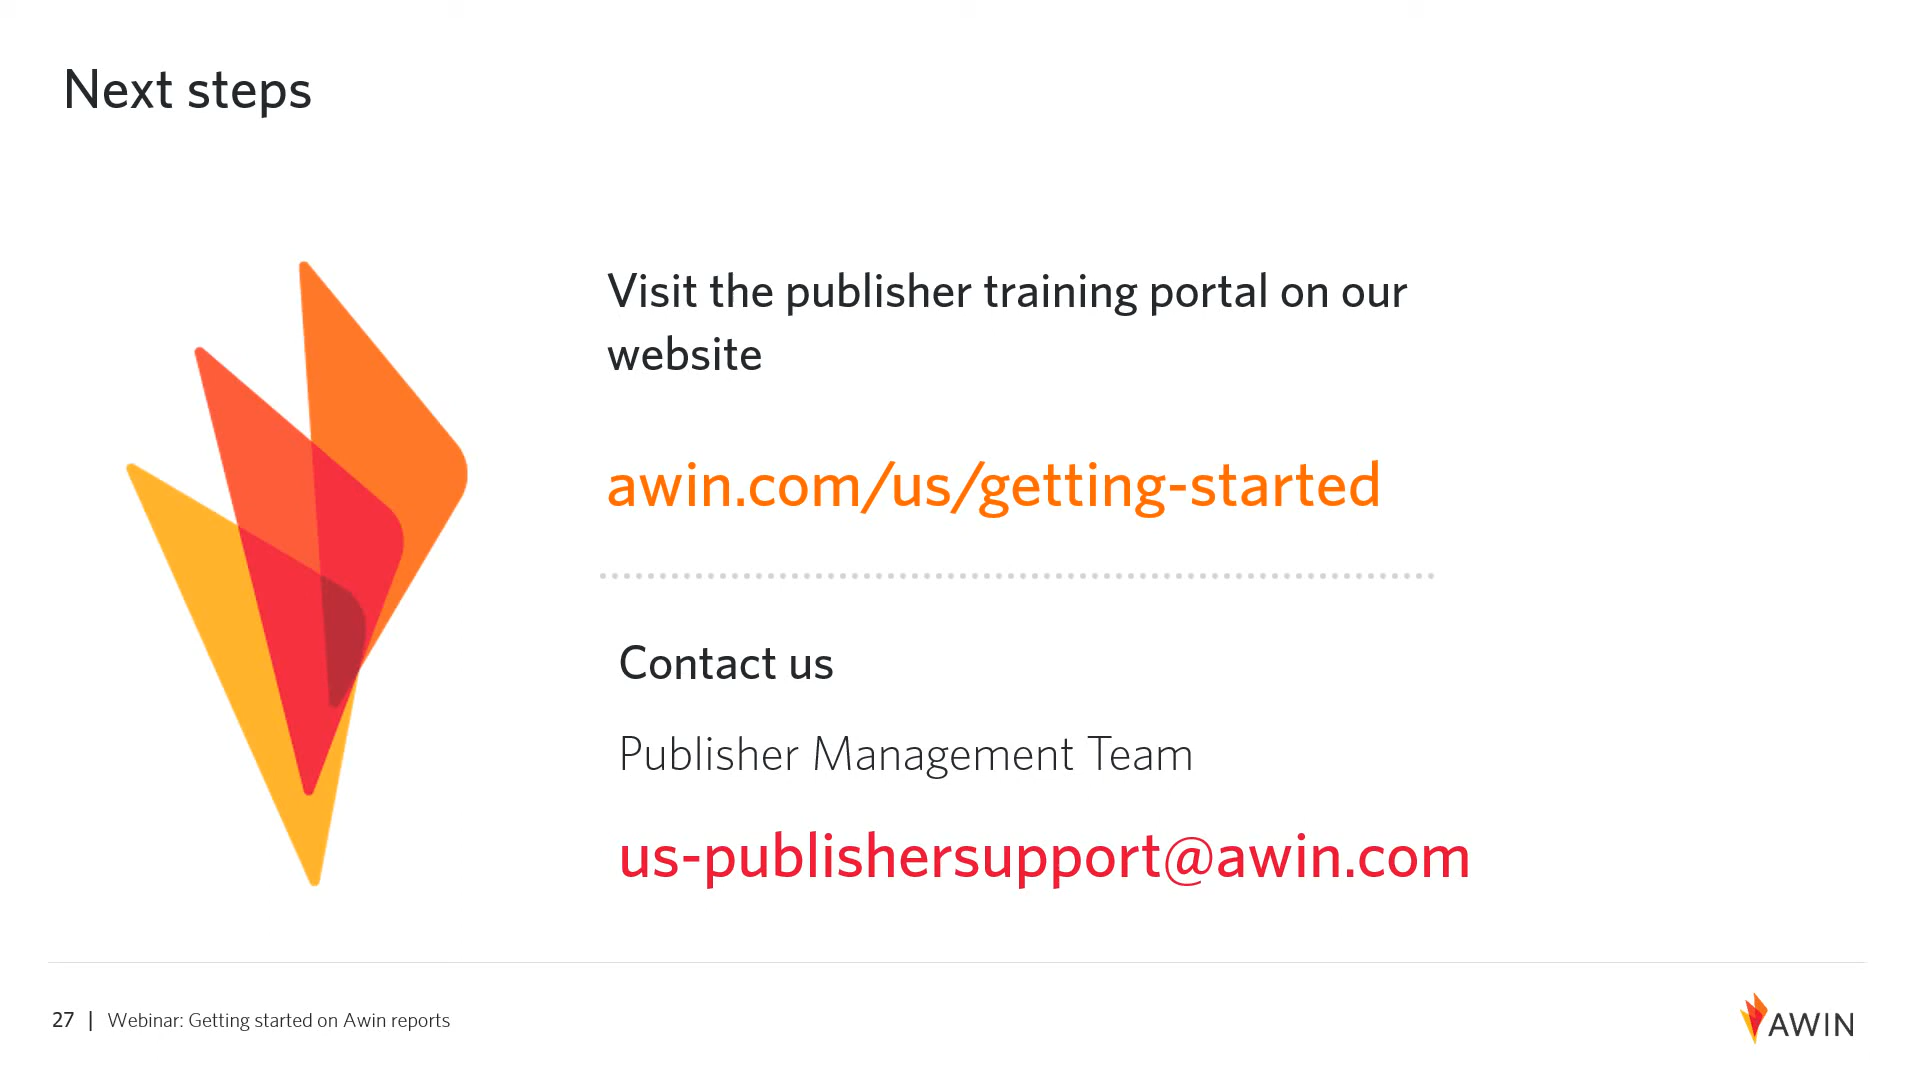 Next steps
Visit the publisher training portal on our
website
awin.com/us/getting-started
Contact us
Publisher Management Team
us-publishersupport@awin.com
27 | Webinar: Getting started on Awin reports
AWIN